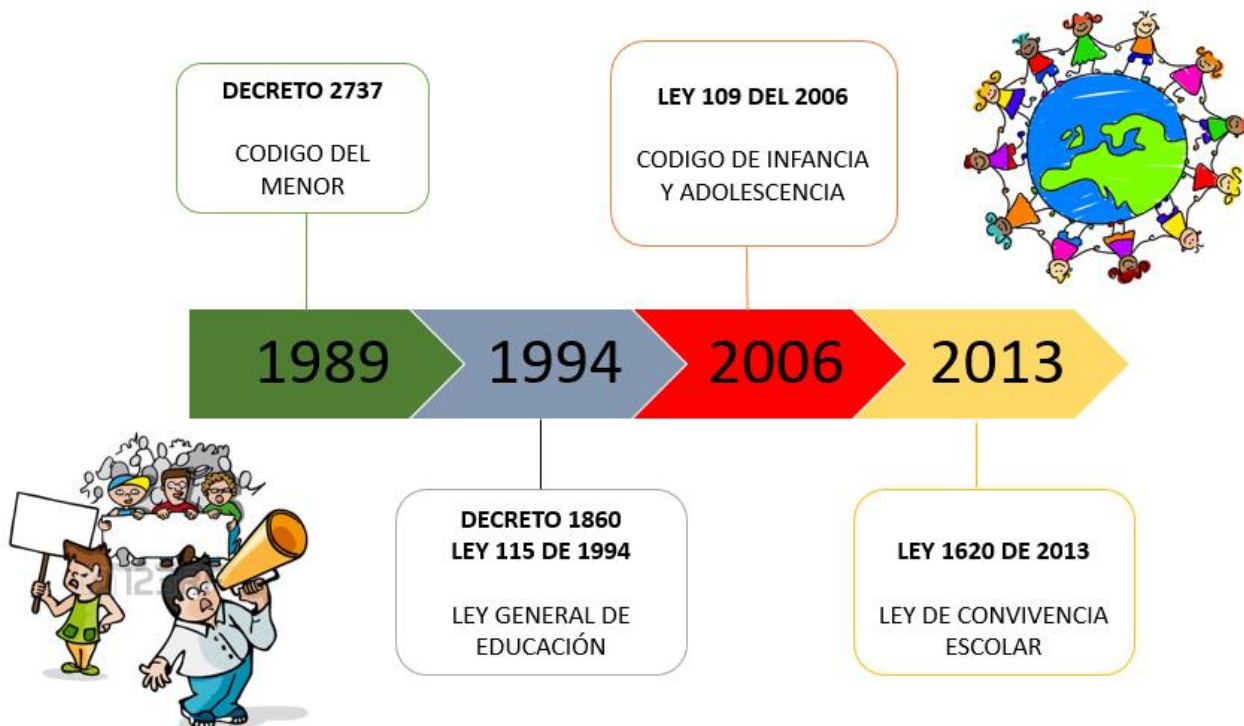 DECRETO 2737
CODIGO DEL
MENOR
LEY 109 DEL 2006
CODIGO DE INFANCIA
Y ADOLESCENCIA
1989
1994
2006
2013
DECRETO 1860
LEY 115 DE 1994
LEY GENERAL DE
EDUCACIÓN
LEY 1620 DE 2013
LEY DE CONVIVENCIA
ESCOLAR